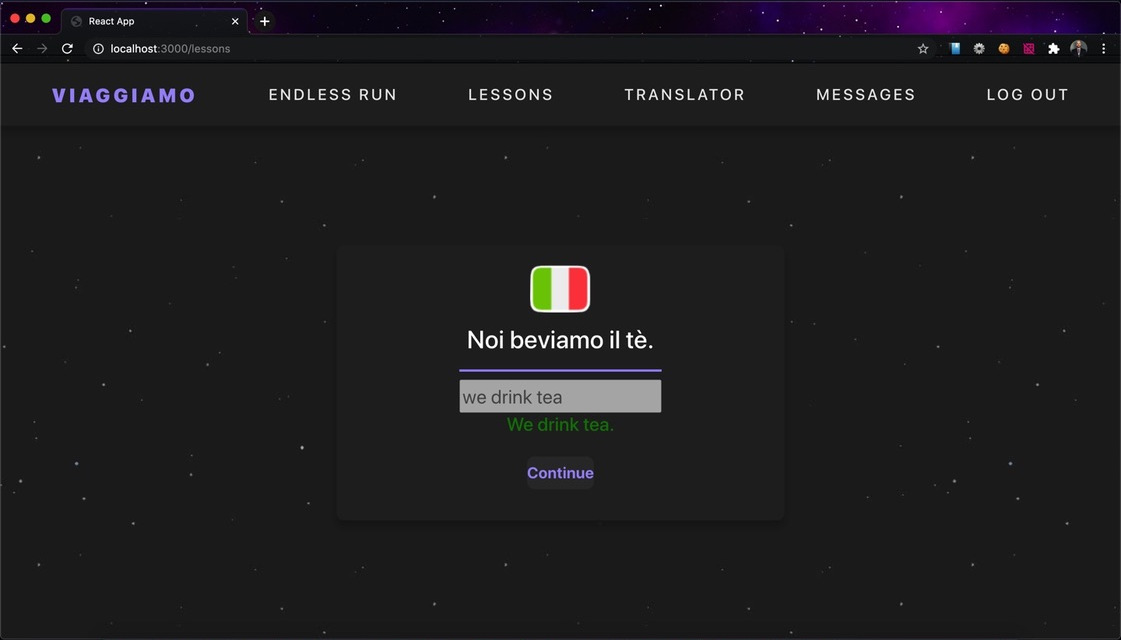 React App
localhost:3000/lessons
VIAGGIAMO ENDLESS RUN LESSONS TRANSLATOR MESSAGES LOG OUT
Noi beviamo il tè.
we drink tea
We drink tea.
Continue